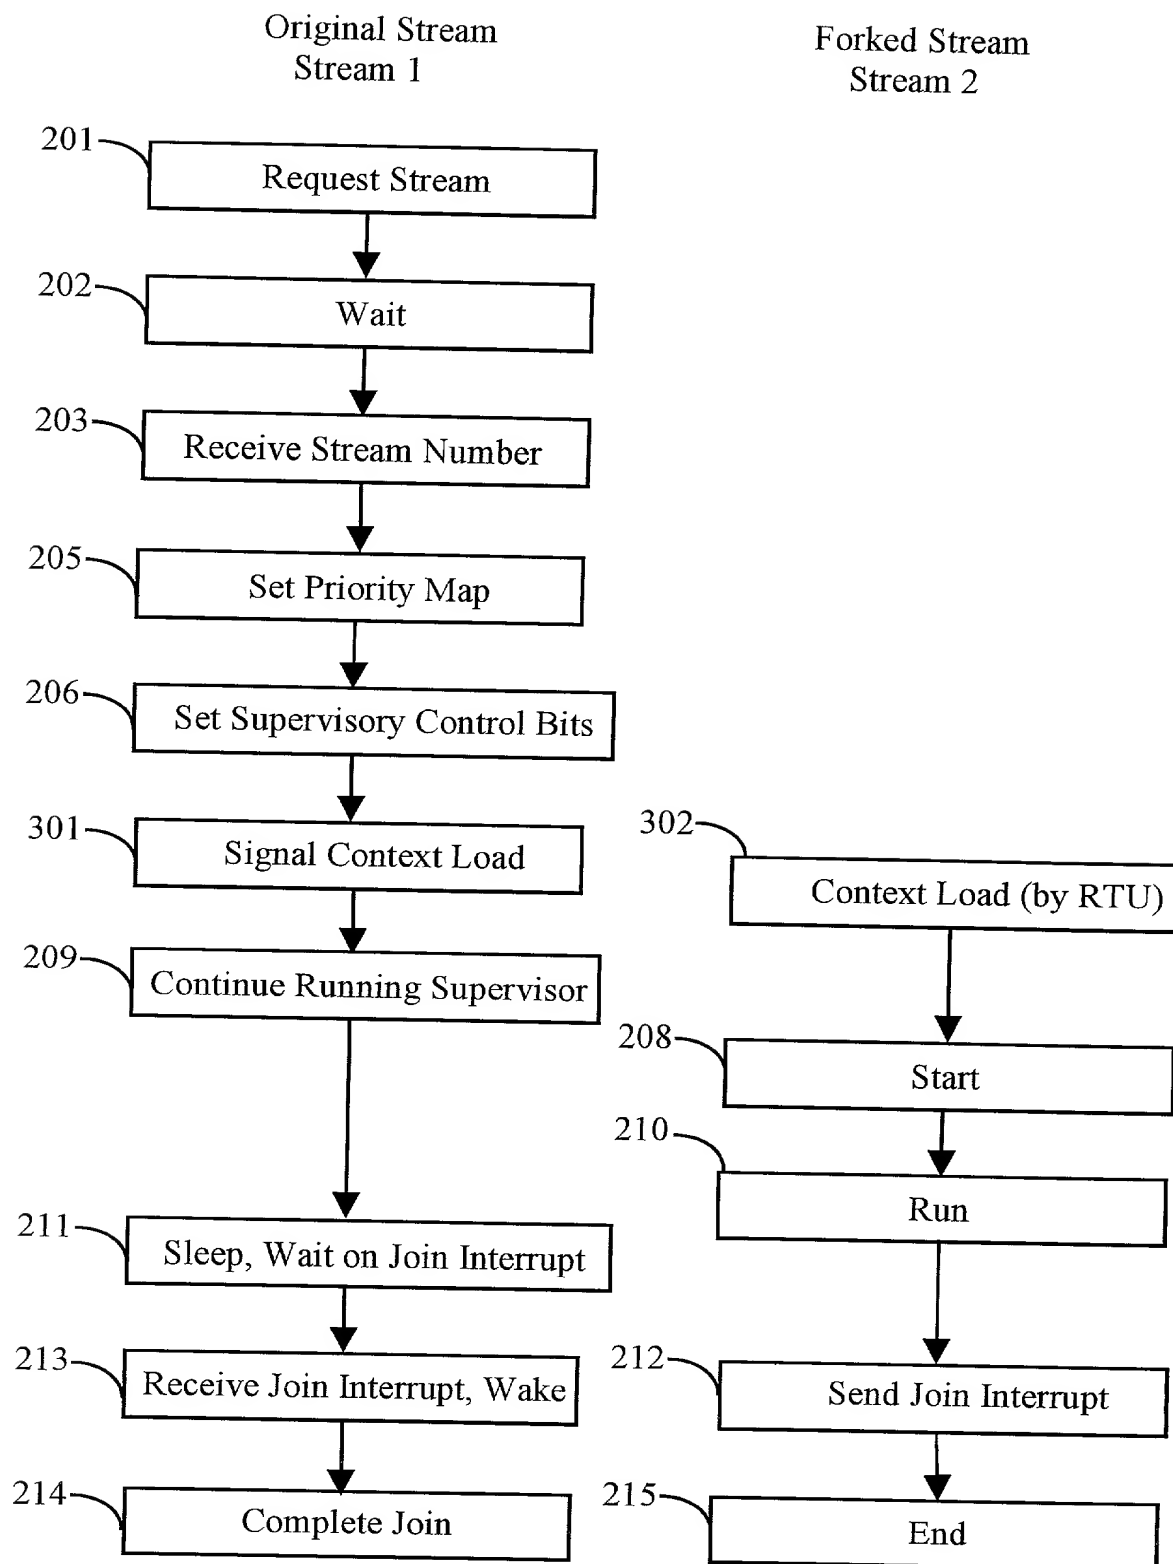 Original Stream
Stream 1
Forked Stream
Stream 2
201
Request Stream
202
Wait
203
Receive Stream Number
205
Set Priority Map
206
Set Supervisory Control Bits
301
Signal Context Load
302
Context Load (by RTU)
209
Continue Running Supervisor
208
Start
210
Run
211
Sleep, Wait on Join Interrupt
213
Receive Join Interrupt, Wake
212
Send Join Interrupt
214
Complete Join
215
End